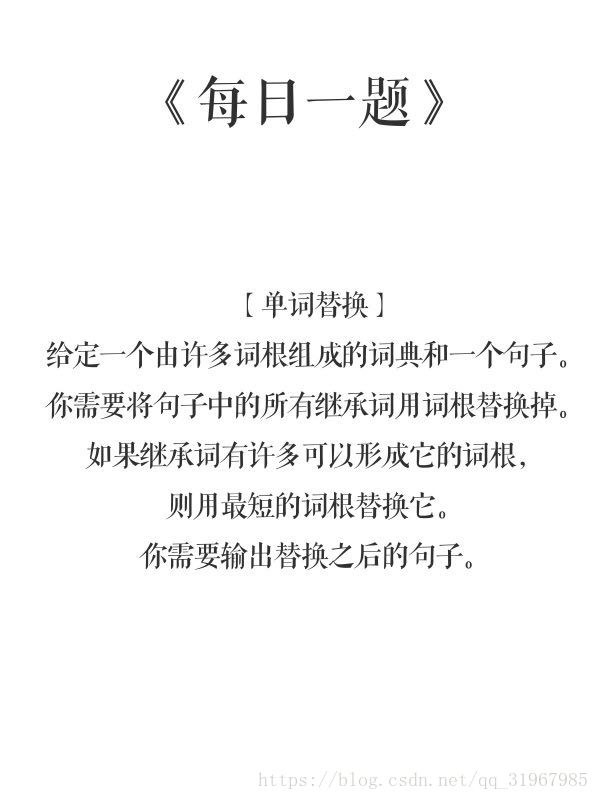 《每日一题》
【单词替换】
给定一个由许多词根组成的词典和一个句子。
你需要将句子中的所有继承词用词根替换掉。
如果继承词有许多可以形成它的词根，
则用最短的词根替换它。
你需要输出替换之后的句子。
https://blog.csdn.net/qq_31967985